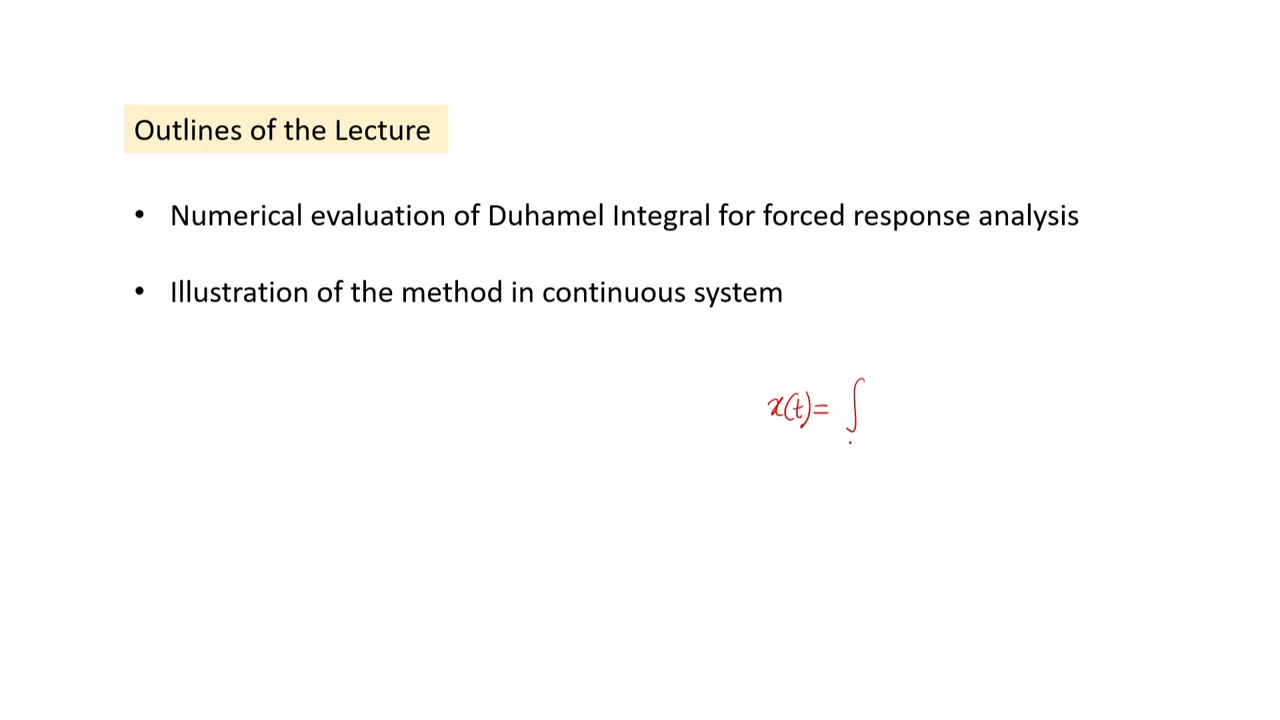 Outlines of the Lecture
• Numerical evaluation of Duhamel Integral for forced response analysis
• Illustration of the method in continuous system
x(t)= ∫